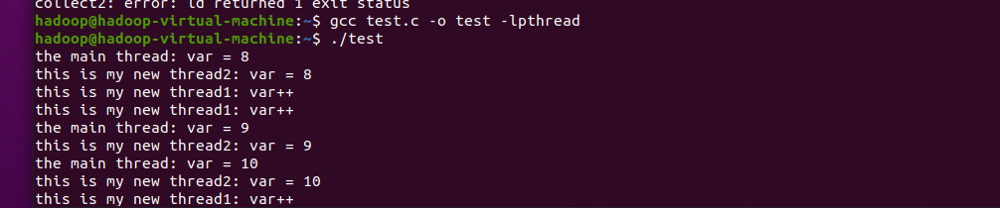 collect2: error: ld returned 1 exit status
hadoop@hadoop-virtual-machine:~$ gcc test.c -o test -lpthread
hadoop@hadoop-virtual-machine:~$ ./test
the main thread: var = 8
this is my new thread2: var = 8
this is my new thread1: var++
this is my new thread1: var++
the main thread: var = 9
this is my new thread2: var = 9
the main thread: var = 10
this is my new thread2: var = 10
this is my new thread1: var++